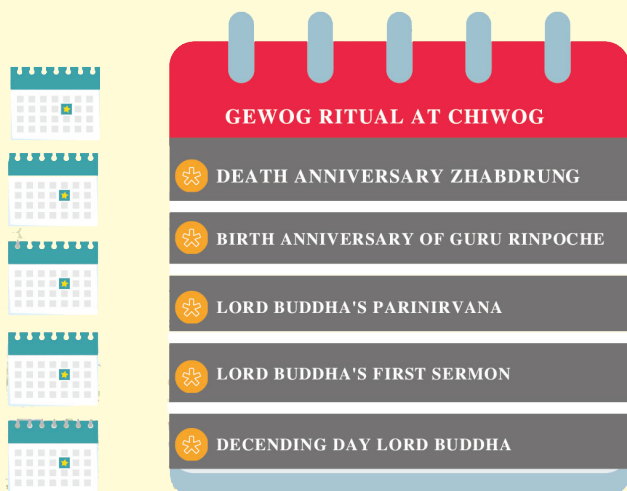 GEWOG RITUAL AT CHIWOG
DEATH ANNIVERSARY ZHABDRUNG
BIRTH ANNIVERSARY OF GURU RINPOCHE
LORD BUDDHA'S PARINIRVANA
LORD BUDDHA'S FIRST SERMON
DECENDING DAY LORD BUDDHA